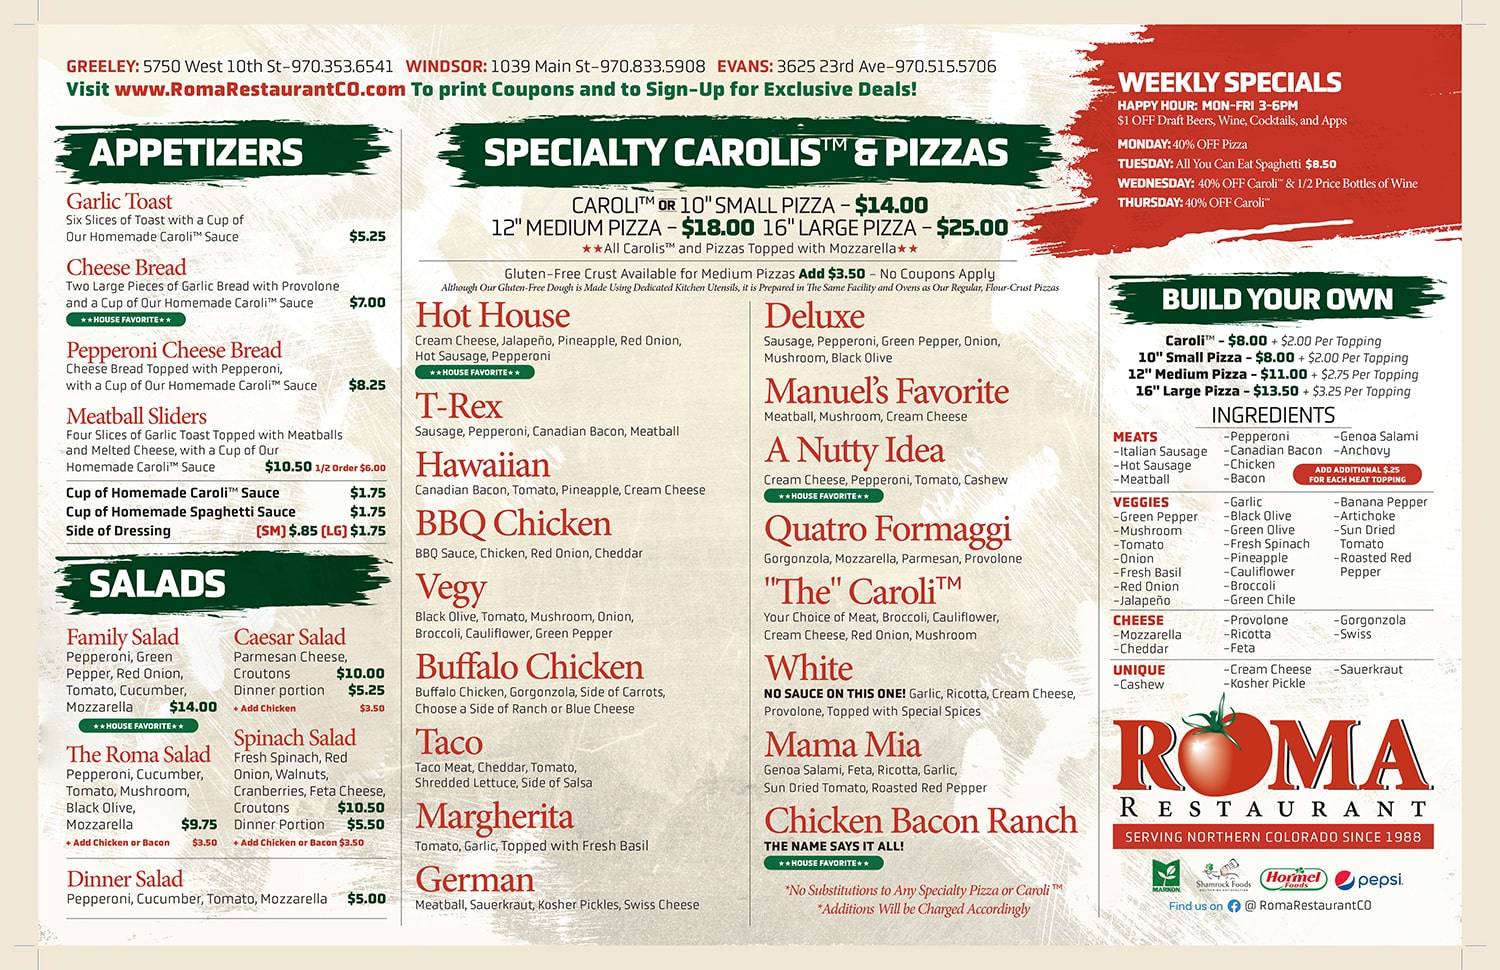 GREELEY: 5750 West 10th St-970.353.6541 WINDSOR: 1039 Main St-970.833.5908 EVANS: 3625 23rd Ave-970.515.5706
Visit www.RomaRestaurantCO.com To print Coupons and to Sign-Up for Exclusive Deals!
WEEKLY SPECIALS
HAPPY HOUR: MON-FRI 3-6PM
$1 OFF Draft Beers, Wine, Cocktails, and Apps
MONDAY: 40% OFF Pizza
TUESDAY: All You Can Eat Spaghetti $8.50
WEDNESDAY: 40% OFF Caroli™ & 1/2 Price Bottles of Wine
THURSDAY: 40% OFF Caroli™
APPETIZERS
Garlic Toast
Six Slices of Toast with a Cup of
Our Homemade Caroli™ Sauce $5.25
Cheese Bread
Two Large Pieces of Garlic Bread with Provolone
and a Cup of Our Homemade Caroli™ Sauce $7.00
★★HOUSE FAVORITE★★
Pepperoni Cheese Bread
Cheese Bread Topped with Pepperoni,
with a Cup of Our Homemade Caroli™ Sauce $8.25
Meatball Sliders
Four Slices of Garlic Toast Topped with Meatballs
and Melted Cheese, with a Cup of Our
Homemade Caroli™ Sauce $10.50 1/2 Order $6.00
Cup of Homemade Caroli™ Sauce $1.75
Cup of Homemade Spaghetti Sauce $1.75
Side of Dressing (SM) $.85 (LG) $1.75
SALADS
Family Salad
Pepperoni, Green
Pepper, Red Onion,
Tomato, Cucumber,
Mozzarella $14.00
★★HOUSE FAVORITE★★
The Roma Salad
Pepperoni, Cucumber,
Tomato, Mushroom,
Black Olive,
Mozzarella $9.75
+ Add Chicken or Bacon $3.50
Caesar Salad
Parmesan Cheese,
Croutons $10.00
Dinner portion $5.25
+ Add Chicken $3.50
Spinach Salad
Fresh Spinach, Red
Onion, Walnuts,
Cranberries, Feta Cheese,
Croutons $10.50
Dinner Portion $5.50
+ Add Chicken or Bacon $3.50
Dinner Salad
Pepperoni, Cucumber, Tomato, Mozzarella $5.00
SPECIALTY CAROLIS™ & PIZZAS
CAROLI™ OR 10" SMALL PIZZA - $14.00
12" MEDIUM PIZZA - $18.00 16" LARGE PIZZA - $25.00
★★All Carolis™ and Pizzas Topped with Mozzarella★★
Gluten-Free Crust Available for Medium Pizzas Add $3.50 - No Coupons Apply
Although Our Gluten-Free Dough is Made Using Dedicated Kitchen Utensils, it is Prepared in The Same Facility and Ovens as Our Regular, Flour-Crust Pizzas
Hot House
Cream Cheese, Jalapeño, Pineapple, Red Onion,
Hot Sausage, Pepperoni
★★HOUSE FAVORITE★★
T-Rex
Sausage, Pepperoni, Canadian Bacon, Meatball
Hawaiian
Canadian Bacon, Tomato, Pineapple, Cream Cheese
BBQ Chicken
BBQ Sauce, Chicken, Red Onion, Cheddar
Vegy
Black Olive, Tomato, Mushroom, Onion,
Broccoli, Cauliflower, Green Pepper
Buffalo Chicken
Buffalo Chicken, Gorgonzola, Side of Carrots,
Choose a Side of Ranch or Blue Cheese
Taco
Taco Meat, Cheddar, Tomato,
Shredded Lettuce, Side of Salsa
Margherita
Tomato, Garlic, Topped with Fresh Basil
German
Meatball, Sauerkraut, Kosher Pickles, Swiss Cheese
Deluxe
Sausage, Pepperoni, Green Pepper, Onion,
Mushroom, Black Olive
Manuel's Favorite
Meatball, Mushroom, Cream Cheese
A Nutty Idea
Cream Cheese, Pepperoni, Tomato, Cashew
★★HOUSE FAVORITE★★
Quatro Formaggi
Gorgonzola, Mozzarella, Parmesan, Provolone
"The" Caroli™
Your Choice of Meat, Broccoli, Cauliflower,
Cream Cheese, Red Onion, Mushroom
White
NO SAUCE ON THIS ONE! Garlic, Ricotta, Cream Cheese,
Provolone, Topped with Special Spices
Mama Mia
Genoa Salami, Feta, Ricotta, Garlic,
Sun Dried Tomato, Roasted Red Pepper
Chicken Bacon Ranch
THE NAME SAYS IT ALL!
★★HOUSE FAVORITE★★
*No Substitutions to Any Specialty Pizza or Caroli ™
*Additions Will be Charged Accordingly
BUILD YOUR OWN
Caroli™ - $8.00 + $2.00 Per Topping
10" Small Pizza - $8.00 + $2.00 Per Topping
12" Medium Pizza - $11.00 + $2.75 Per Topping
16" Large Pizza - $13.50 + $3.25 Per Topping
INGREDIENTS
MEATS
-Italian Sausage
-Hot Sausage
-Meatball
-Pepperoni
-Canadian Bacon
-Chicken
-Bacon
-Genoa Salami
-Anchovy
ADD ADDITIONAL $.25
FOR EACH MEAT TOPPING
VEGGIES
-Green Pepper
-Mushroom
-Tomato
-Onion
-Fresh Basil
-Red Onion
-Jalapeño
-Garlic
-Black Olive
-Green Olive
-Fresh Spinach
-Pineapple
-Cauliflower
-Broccoli
-Green Chile
-Banana Pepper
-Artichoke
-Sun Dried
Tomato
-Roasted Red
Pepper
CHEESE
-Mozzarella
-Cheddar
-Provolone
-Ricotta
-Feta
-Gorgonzola
-Swiss
UNIQUE
-Cashew
-Cream Cheese
-Kosher Pickle
-Sauerkraut
ROMA
RESTAURANT
SERVING NORTHERN COLORADO SINCE 1988
MARKON.
Shamrock Foods
Hormel
Foods
pepsi.
Find us on @ RomaRestaurantCO